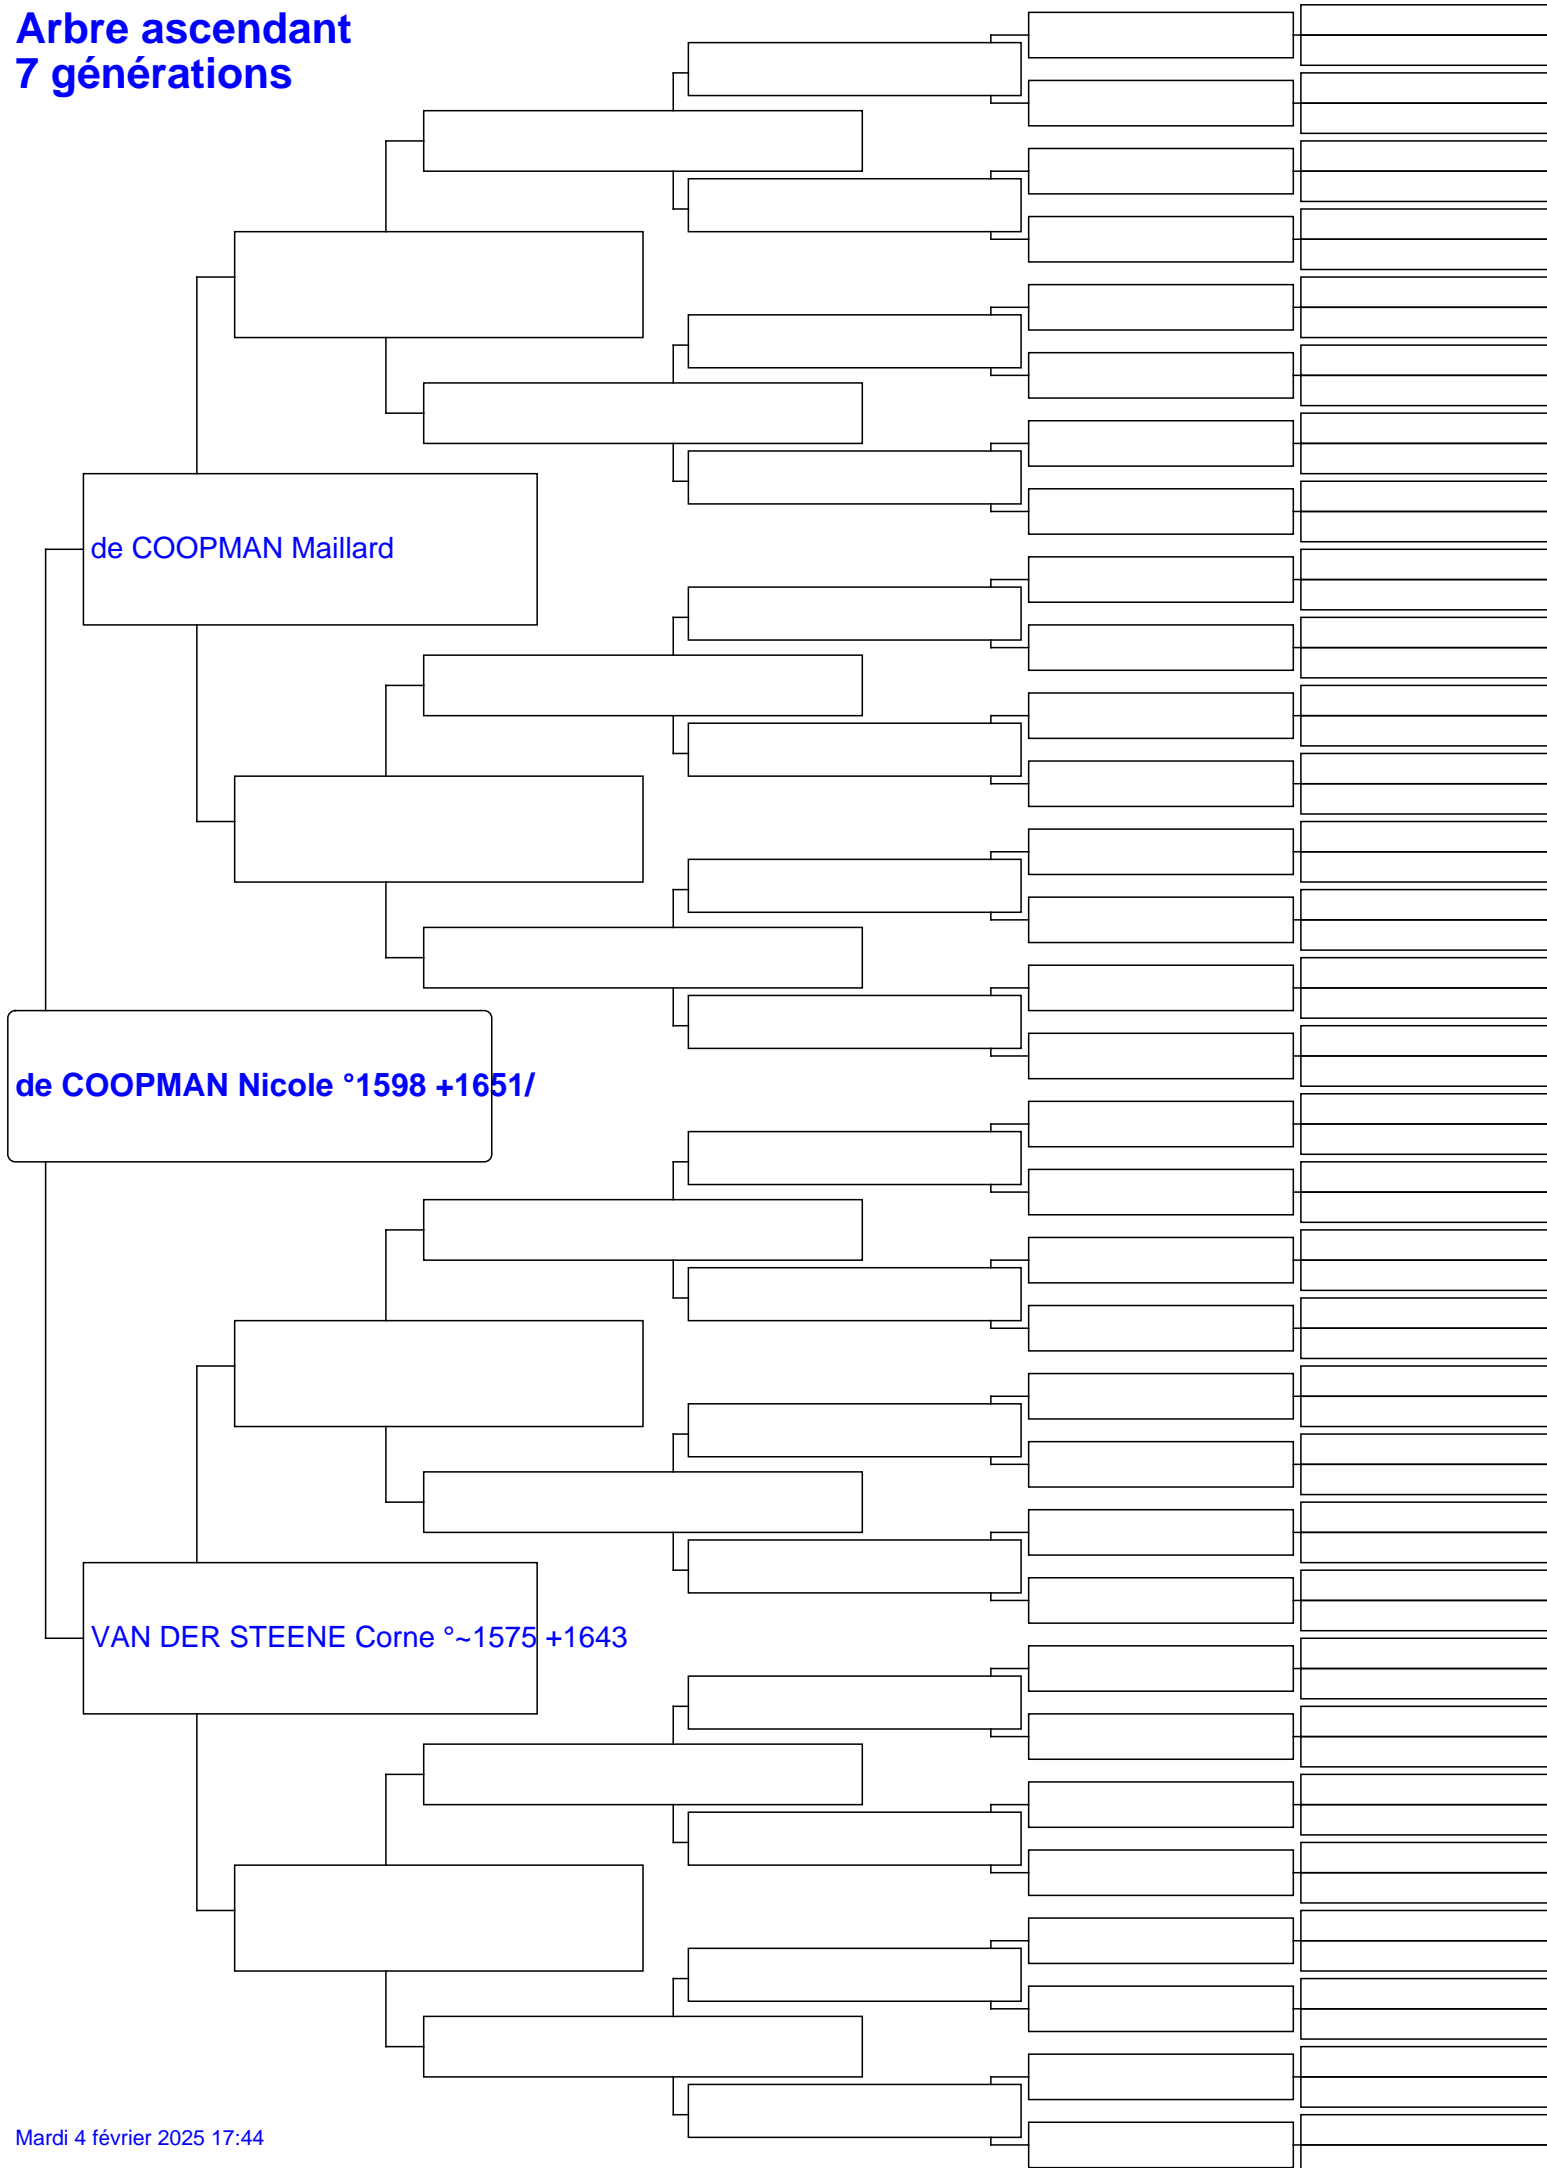 Arbre ascendant
7 générations
de COOPMAN Maillard
de COOPMAN Nicole °1598 +1651/
VAN DER STEENE Corne °~1575 +1643
Mardi 4 février 2025 17:44